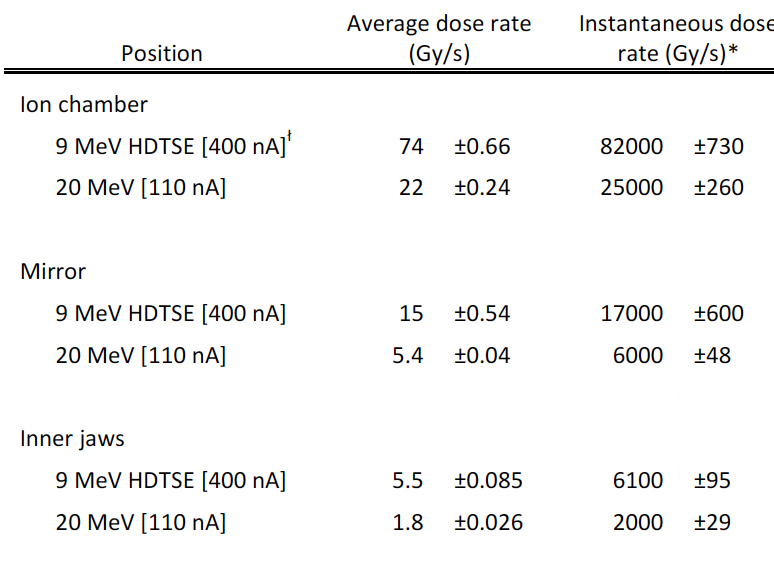 Position Average dose rate (Gy/s) Instantaneous dose rate (Gy/s)*
Ion chamber
9 MeV HDTSE [400 nA]ƚ 74 ±0.66 82000 ±730
20 MeV [110 nA] 22 ±0.24 25000 ±260
Mirror
9 MeV HDTSE [400 nA] 15 ±0.54 17000 ±600
20 MeV [110 nA] 5.4 ±0.04 6000 ±48
Inner jaws
9 MeV HDTSE [400 nA] 5.5 ±0.085 6100 ±95
20 MeV [110 nA] 1.8 ±0.026 2000 ±29